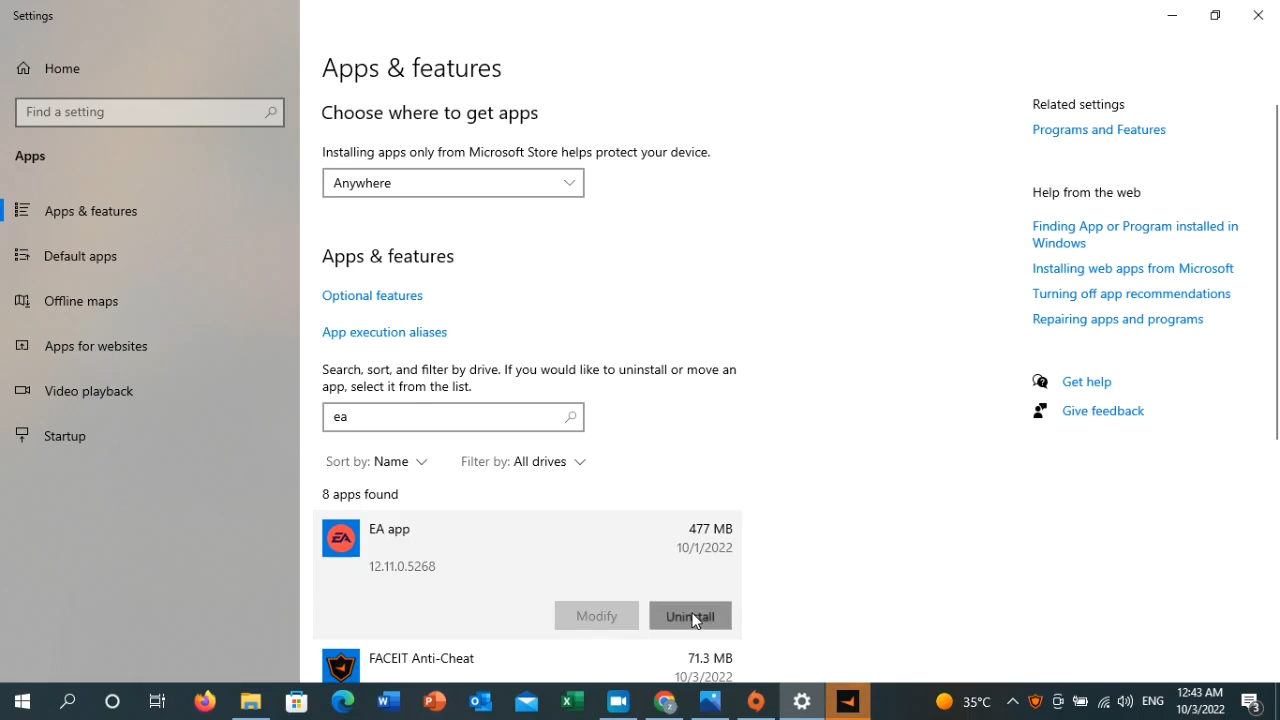 Settings
Home
Find a setting
Apps
Apps & features
Default apps
Offline maps
Apps for websites
Video playback
Startup
Apps & features
Choose where to get apps
Installing apps only from Microsoft Store helps protect your device.
Anywhere
Apps & features
Optional features
App execution aliases
Search, sort, and filter by drive. If you would like to uninstall or move an
app, select it from the list.
ea
Sort by: Name
Filter by: All drives
8 apps found
EA
EA app
477 MB
10/1/2022
12.11.0.5268
Modify
Uninstall
FACEIT Anti-Cheat
71.3 MB
10/3/2022
Related settings
Programs and Features
Help from the web
Finding App or Program installed in
Windows
Installing web apps from Microsoft
Turning off app recommendations
Repairing apps and programs
Get help
Give feedback
35°C
ENG
12:43 AM
10/3/2022
3